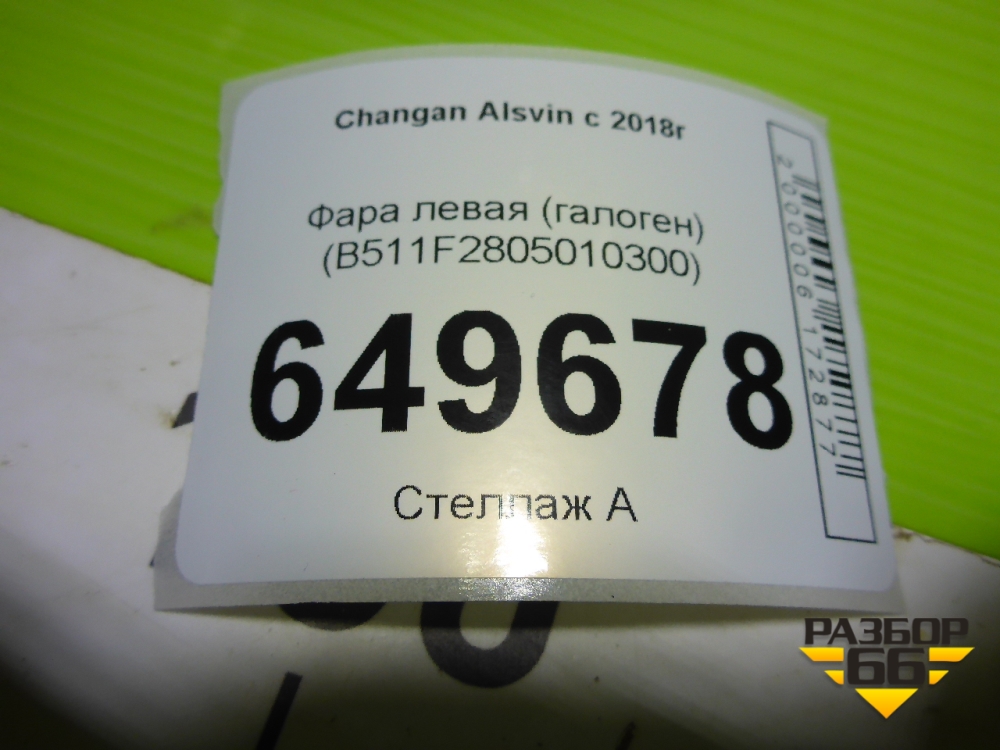 Changan Alsvin с 2018г
Фара левая (галоген)
(B511F2805010300)
649678
Стеллаж А
2000006172877
РАЗБОР
66